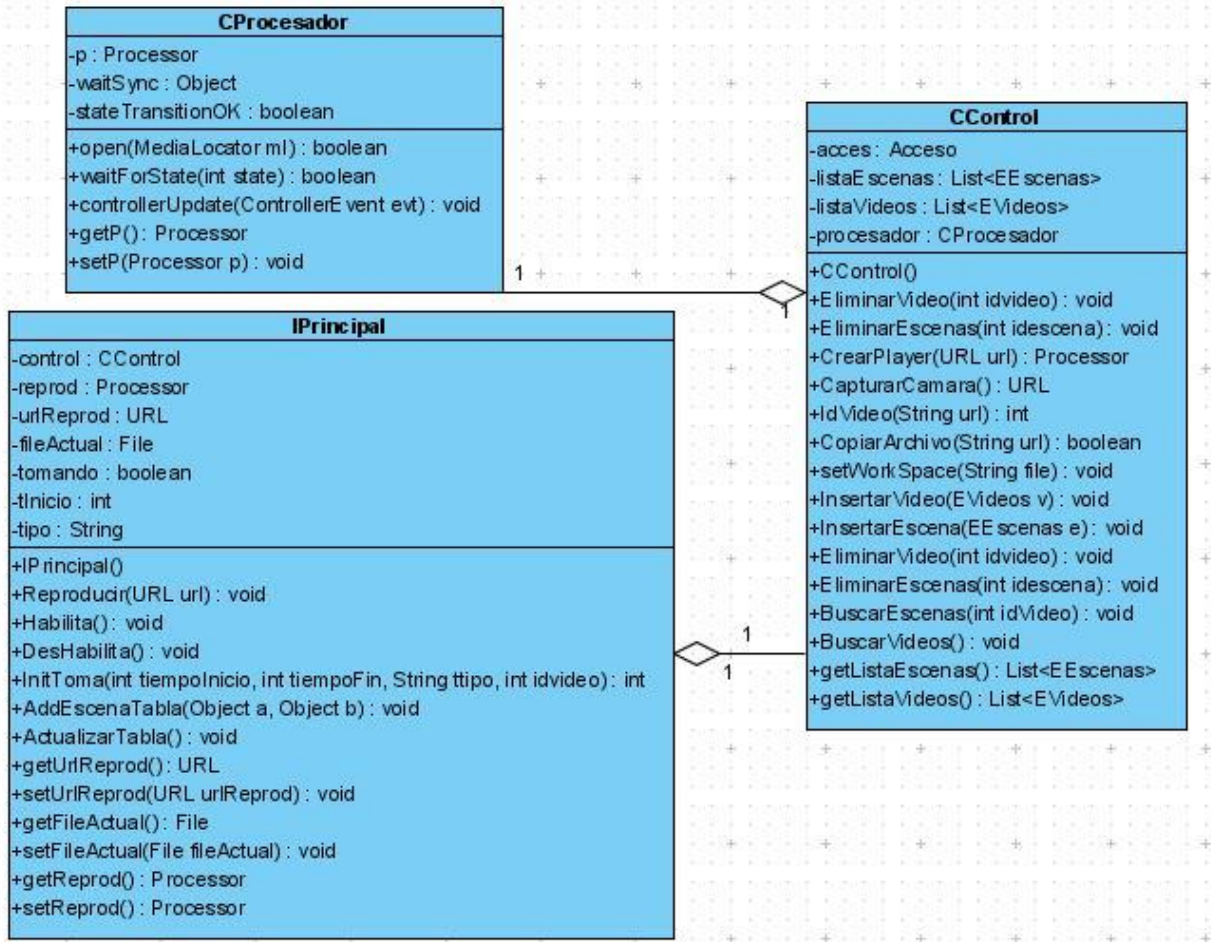 CProcesador
-p : Processor
-waitSync : Object
-stateTransitionOK : boolean
+open(MediaLocator ml) : boolean
+waitForState(int state) : boolean
+controllerUpdate(ControllerEvent evt) : void
+getP() : Processor
+setP(Processor p) : void
1
1
CControl
-acces : Acceso
-listaEscenas : List<EEscenas>
-listaVideos : List<EVideos>
-procesador : CProcesador
+CControl()
+EliminarVideo(int idvideo) : void
+EliminarEscenas(int idescena) : void
+CrearPlayer(URL url) : Processor
+CapturarCamara() : URL
+IdVideo(String url) : int
+CopiarArchivo(String url) : boolean
+setWorkSpace(String file) : void
+InsertarVideo(EVideos v) : void
+InsertarEscena(EEscenas e) : void
+EliminarVideo(int idvideo) : void
+EliminarEscenas(int idescena) : void
+BuscarEscenas(int idVideo) : void
+BuscarVideos() : void
+getListaEscenas() : List<EEscenas>
+getListaVideos() : List<EVideos>
IPrincipal
-control : CControl
-reprod : Processor
-urlReprod : URL
-fileActual : File
-tomando : boolean
-tInicio : int
-tipo : String
+IPrincipal()
+Reproducir(URL url) : void
+Habilita() : void
+DesHabilita() : void
+InitToma(int tiempoInicio, int tiempoFin, String ttipo, int idvideo) : int
+AddEscenaTabla(Object a, Object b) : void
+ActualizarTabla() : void
+getUrlReprod() : URL
+setUrlReprod(URL urlReprod) : void
+getFileActual() : File
+setFileActual(File fileActual) : void
+getReprod() : Processor
+setReprod() : Processor
1
1